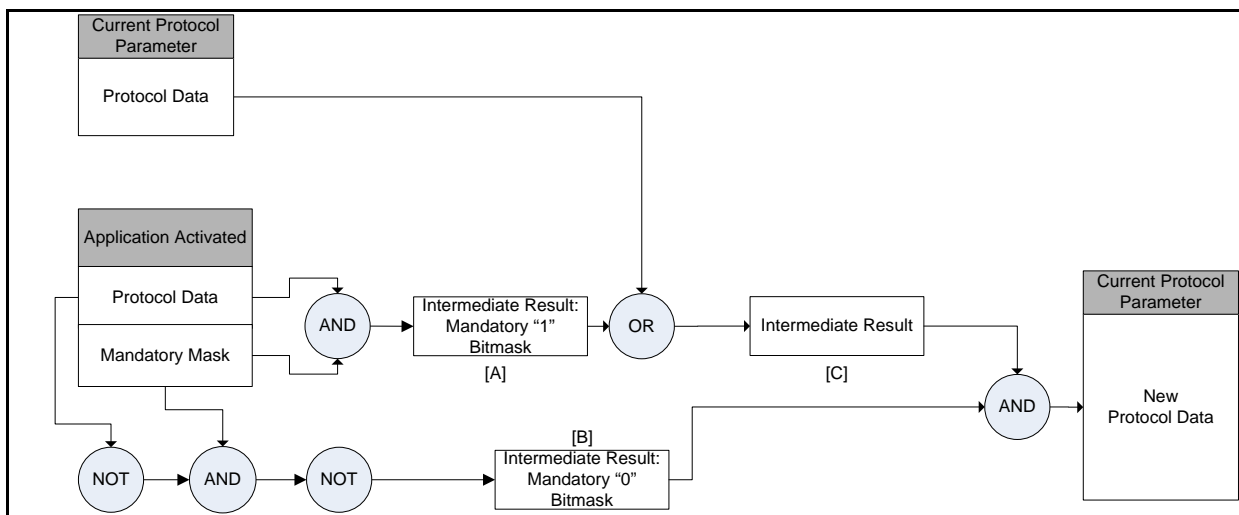 Current Protocol
Parameter
Protocol Data
Application Activated
Protocol Data
Mandatory Mask
AND
Intermediate Result:
Mandatory “1”
Bitmask
[A]
OR
Intermediate Result
[C]
AND
Current Protocol
Parameter
New
Protocol Data
NOT
AND
NOT
[B]
Intermediate Result:
Mandatory “0”
Bitmask